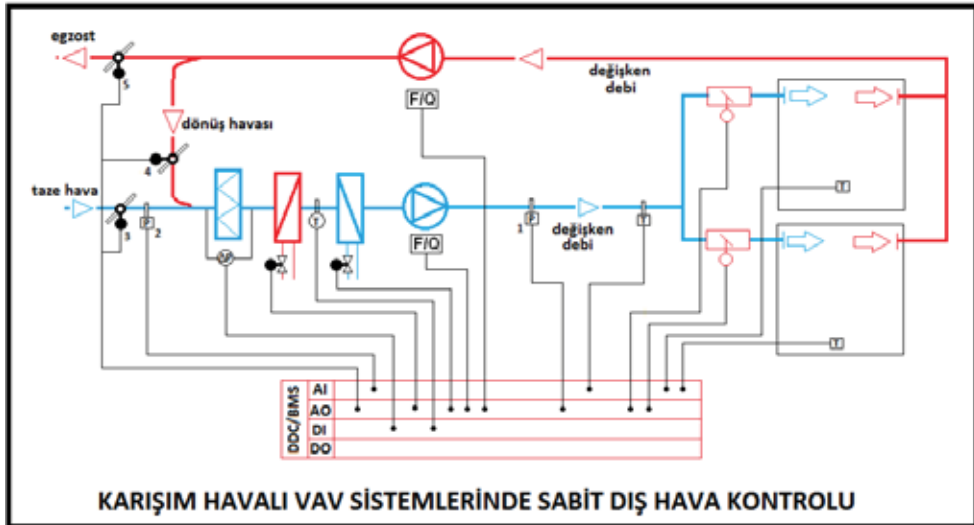 egzost
5
F/Q
değişken
debi
dönüş havası
4
taze hava
3
P
2
ΔP
T
F/Q
1
P
değişken
debi
T
T
T
DDC/BMS
AI
AO
DI
DO
KARIŞIM HAVALI VAV SİSTEMLERİNDE SABİT DIŞ HAVA KONTROLU